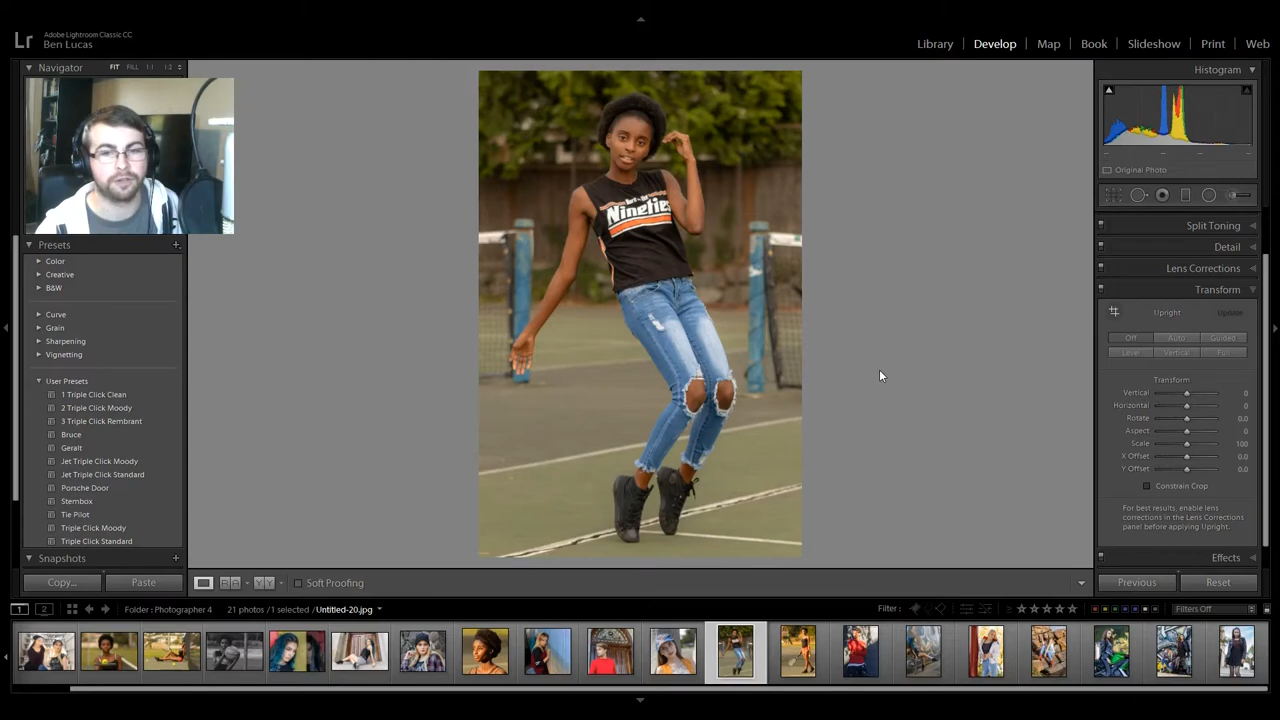 Lr
Adobe Lightroom Classic CC
Ben Lucas
Library
Develop
Map
Book
Slideshow
Print
Web
Navigator
FIT
FILL
1:1
Histogram
Original Photo
Nineties
Presets
Color
Creative
B&W
Curve
Grain
Sharpening
Vignetting
User Presets
1 Triple Click Clean
2 Triple Click Moody
3 Triple Click Rembrant
Bruce
Geralt
Jet Triple Click Moody
Jet Triple Click Standard
Porsche Door
Stembox
Tie Pilot
Triple Click Moody
Triple Click Standard
Snapshots
Copy...
Paste
Split Toning
Detail
Lens Corrections
Transform
Upright
Update
Off
Auto
Guided
Level
Vertical
Full
Transform
Vertical 0
Horizontal 0
Rotate 0.0
Aspect 0
Scale 100
X Offset 0.0
Y Offset 0.0
Constrain Crop
For best results, enable lens
corrections in the Lens Corrections
panel before applying Upright.
Effects
Previous
Reset
Soft Proofing
1
2
Folder : Photographer 4
21 photos / 1 selected / Untitled-20.jpg
Filter :
Filters Off